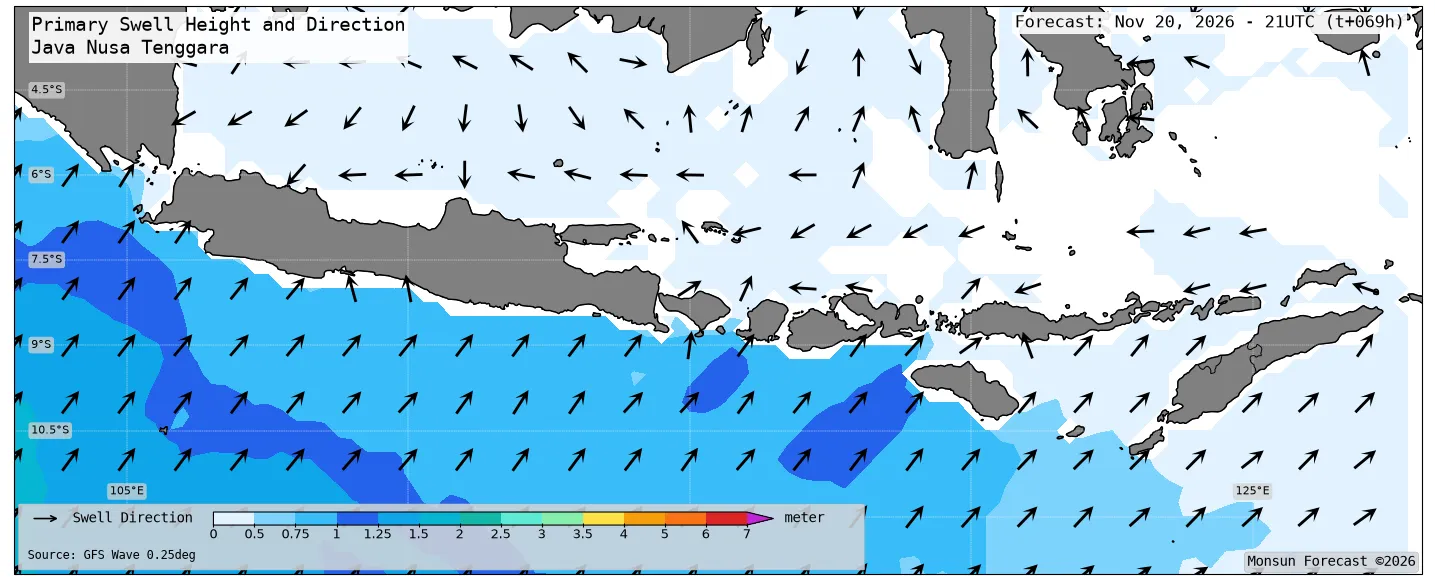 Primary Swell Height and Direction
Java Nusa Tenggara
Forecast: Nov 20, 2026 - 21UTC (t+069h)
4.5°S
6°S
7.5°S
9°S
10.5°S
105°E
125°E
Swell Direction
0 0.5 0.75 1 1.25 1.5 2 2.5 3 3.5 4 5 6 7
meter
Source: GFS Wave 0.25deg
Monsun Forecast ©2026